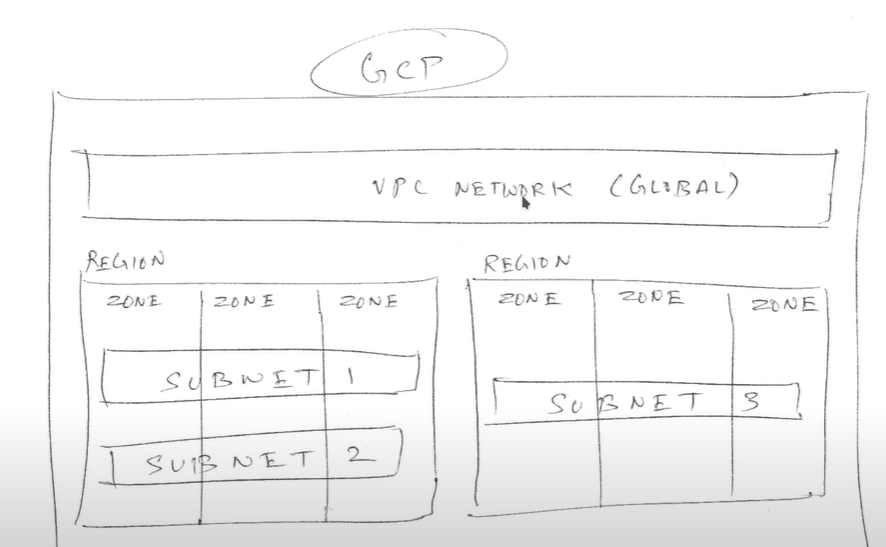 GCP
VPC NETWORK (GLOBAL)
REGION
ZONE ZONE ZONE
SUBNET 1
SUBNET 2
REGION
ZONE ZONE ZONE
SUBNET 3